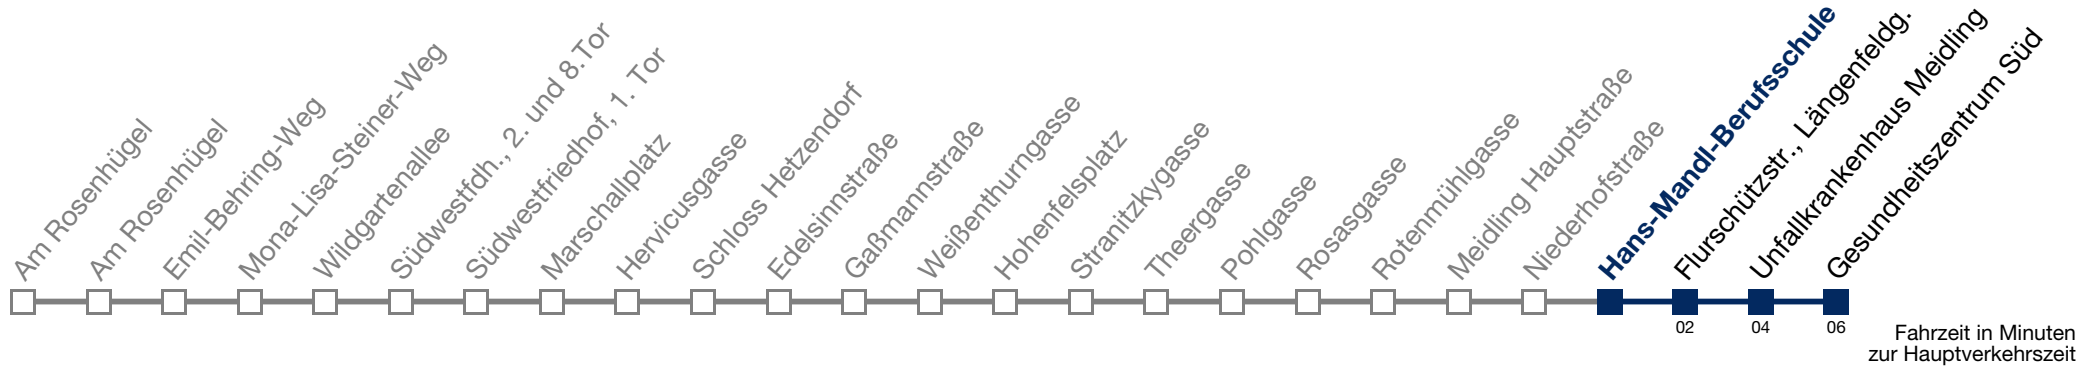 Am Rosenhügel
Am Rosenhügel
Emil-Behring-Weg
Mona-Lisa-Steiner-Weg
Wildgartenallee
Südwestfdh., 2. und 8.Tor
Südwestfriedhof, 1. Tor
Marschallplatz
Hervicusgasse
Schloss Hetzendorf
Edelsinnstraße
Gaßmannstraße
Weißenthurngasse
Hohenfelsplatz
Stranitzkygasse
Theergasse
Pohlgasse
Rosasgasse
Rotenmühlgasse
Meidling Hauptstraße
Niederhofstraße
Hans-Mandl-Berufsschule
Flurschützstr., Längenfeldg.
Unfallkrankenhaus Meidling
Gesundheitszentrum Süd
02
04
06
Fahrzeit in Minuten
zur Hauptverkehrszeit